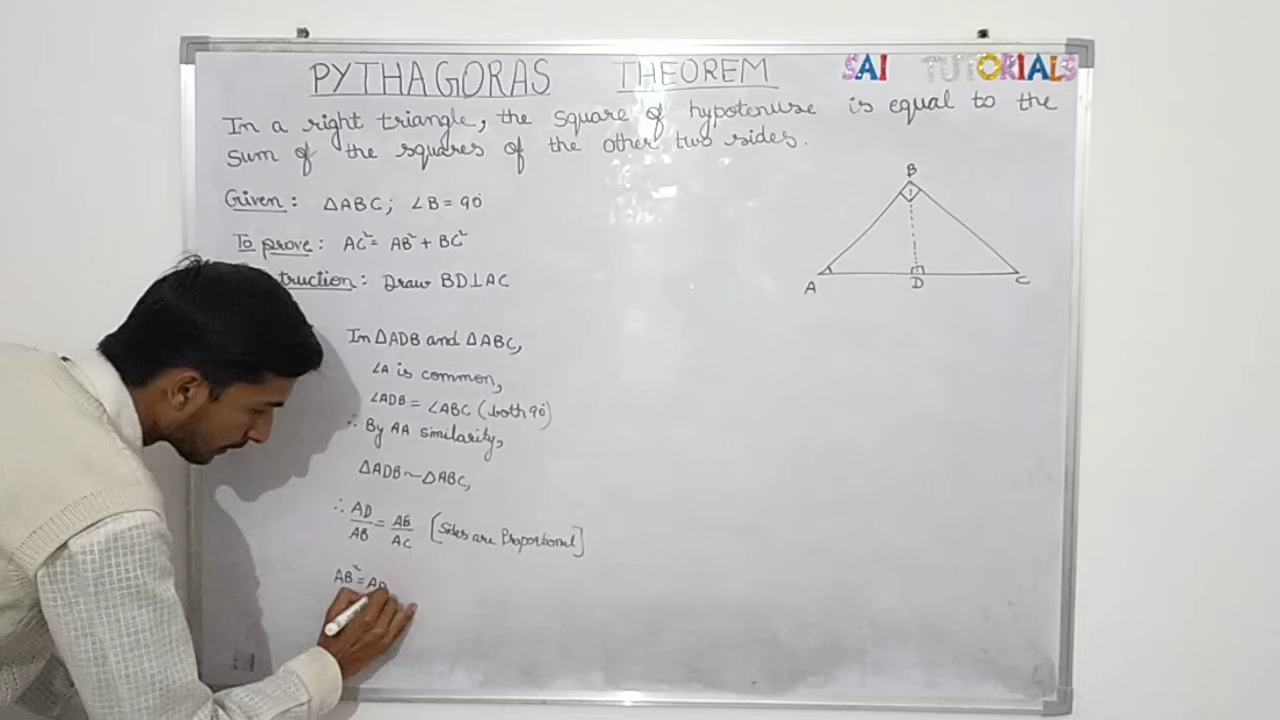 PYTHAGORAS THEOREM
SAI TUTORIALS
In a right triangle, the square of hypotenuse is equal to the
sum of the squares of the other two sides.
Given: △ABC; ∠B = 90°
To prove: AC² = AB² + BC²
truction: Draw BD⊥AC
In △ADB and △ABC,
∠A is common,
∠ADB = ∠ABC (both 90°)
∴ By AA similarity,
△ADB ~ △ABC,
∴ AD/AB = AB/AC [Sides are Proportional]
AB² = AD
B
A
D
C